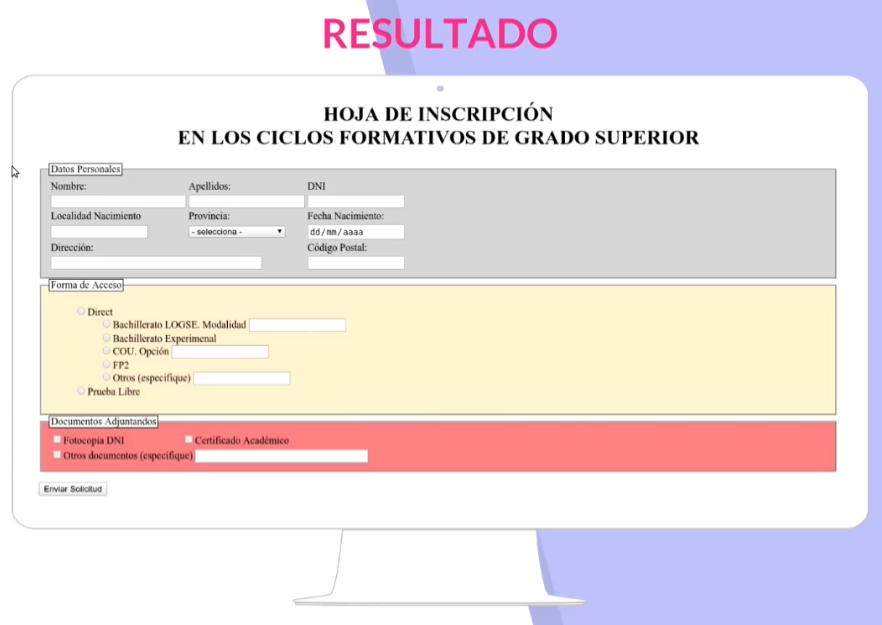 RESULTADO
HOJA DE INSCRIPCIÓN
EN LOS CICLOS FORMATIVOS DE GRADO SUPERIOR
Datos Personales
Nombre: Apellidos: DNI
Localidad Nacimiento Provincia: Fecha Nacimiento:
- selecciona - dd/mm/aaaa
Dirección: Código Postal:
Forma de Acceso
Direct
Bachillerato LOGSE. Modalidad
Bachillerato Experimenal
COU. Opción
FP2
Otros (especifique)
Prueba Libre
Documentos Adjuntandos
Fotocopia DNI Certificado Académico
Otros documentos (especifique)
Enviar Solicitud